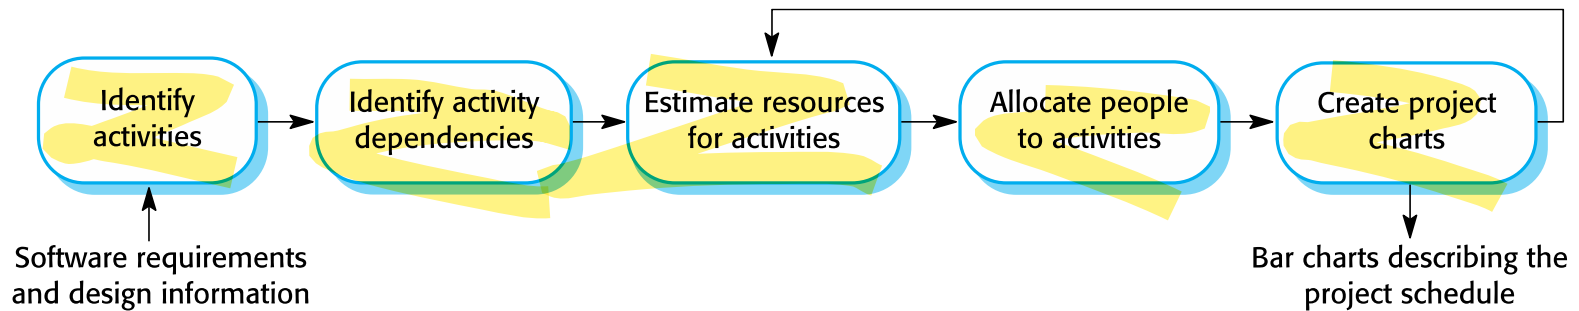 Identify
activities
Identify activity
dependencies
Estimate resources
for activities
Allocate people
to activities
Create project
charts
Software requirements
and design information
Bar charts describing the
project schedule